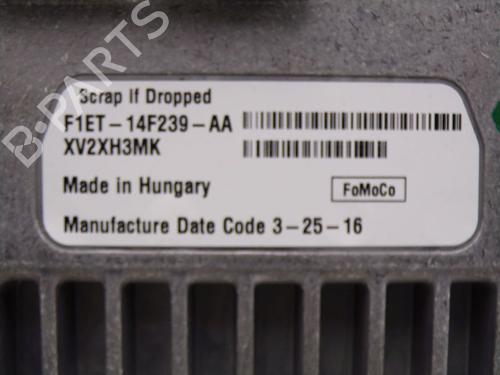 Scrap If Dropped
F1ET-14F239-AA
XV2XH3MK
Made in Hungary FoMoCo
Manufacture Date Code 3-25-16
B-PARTS